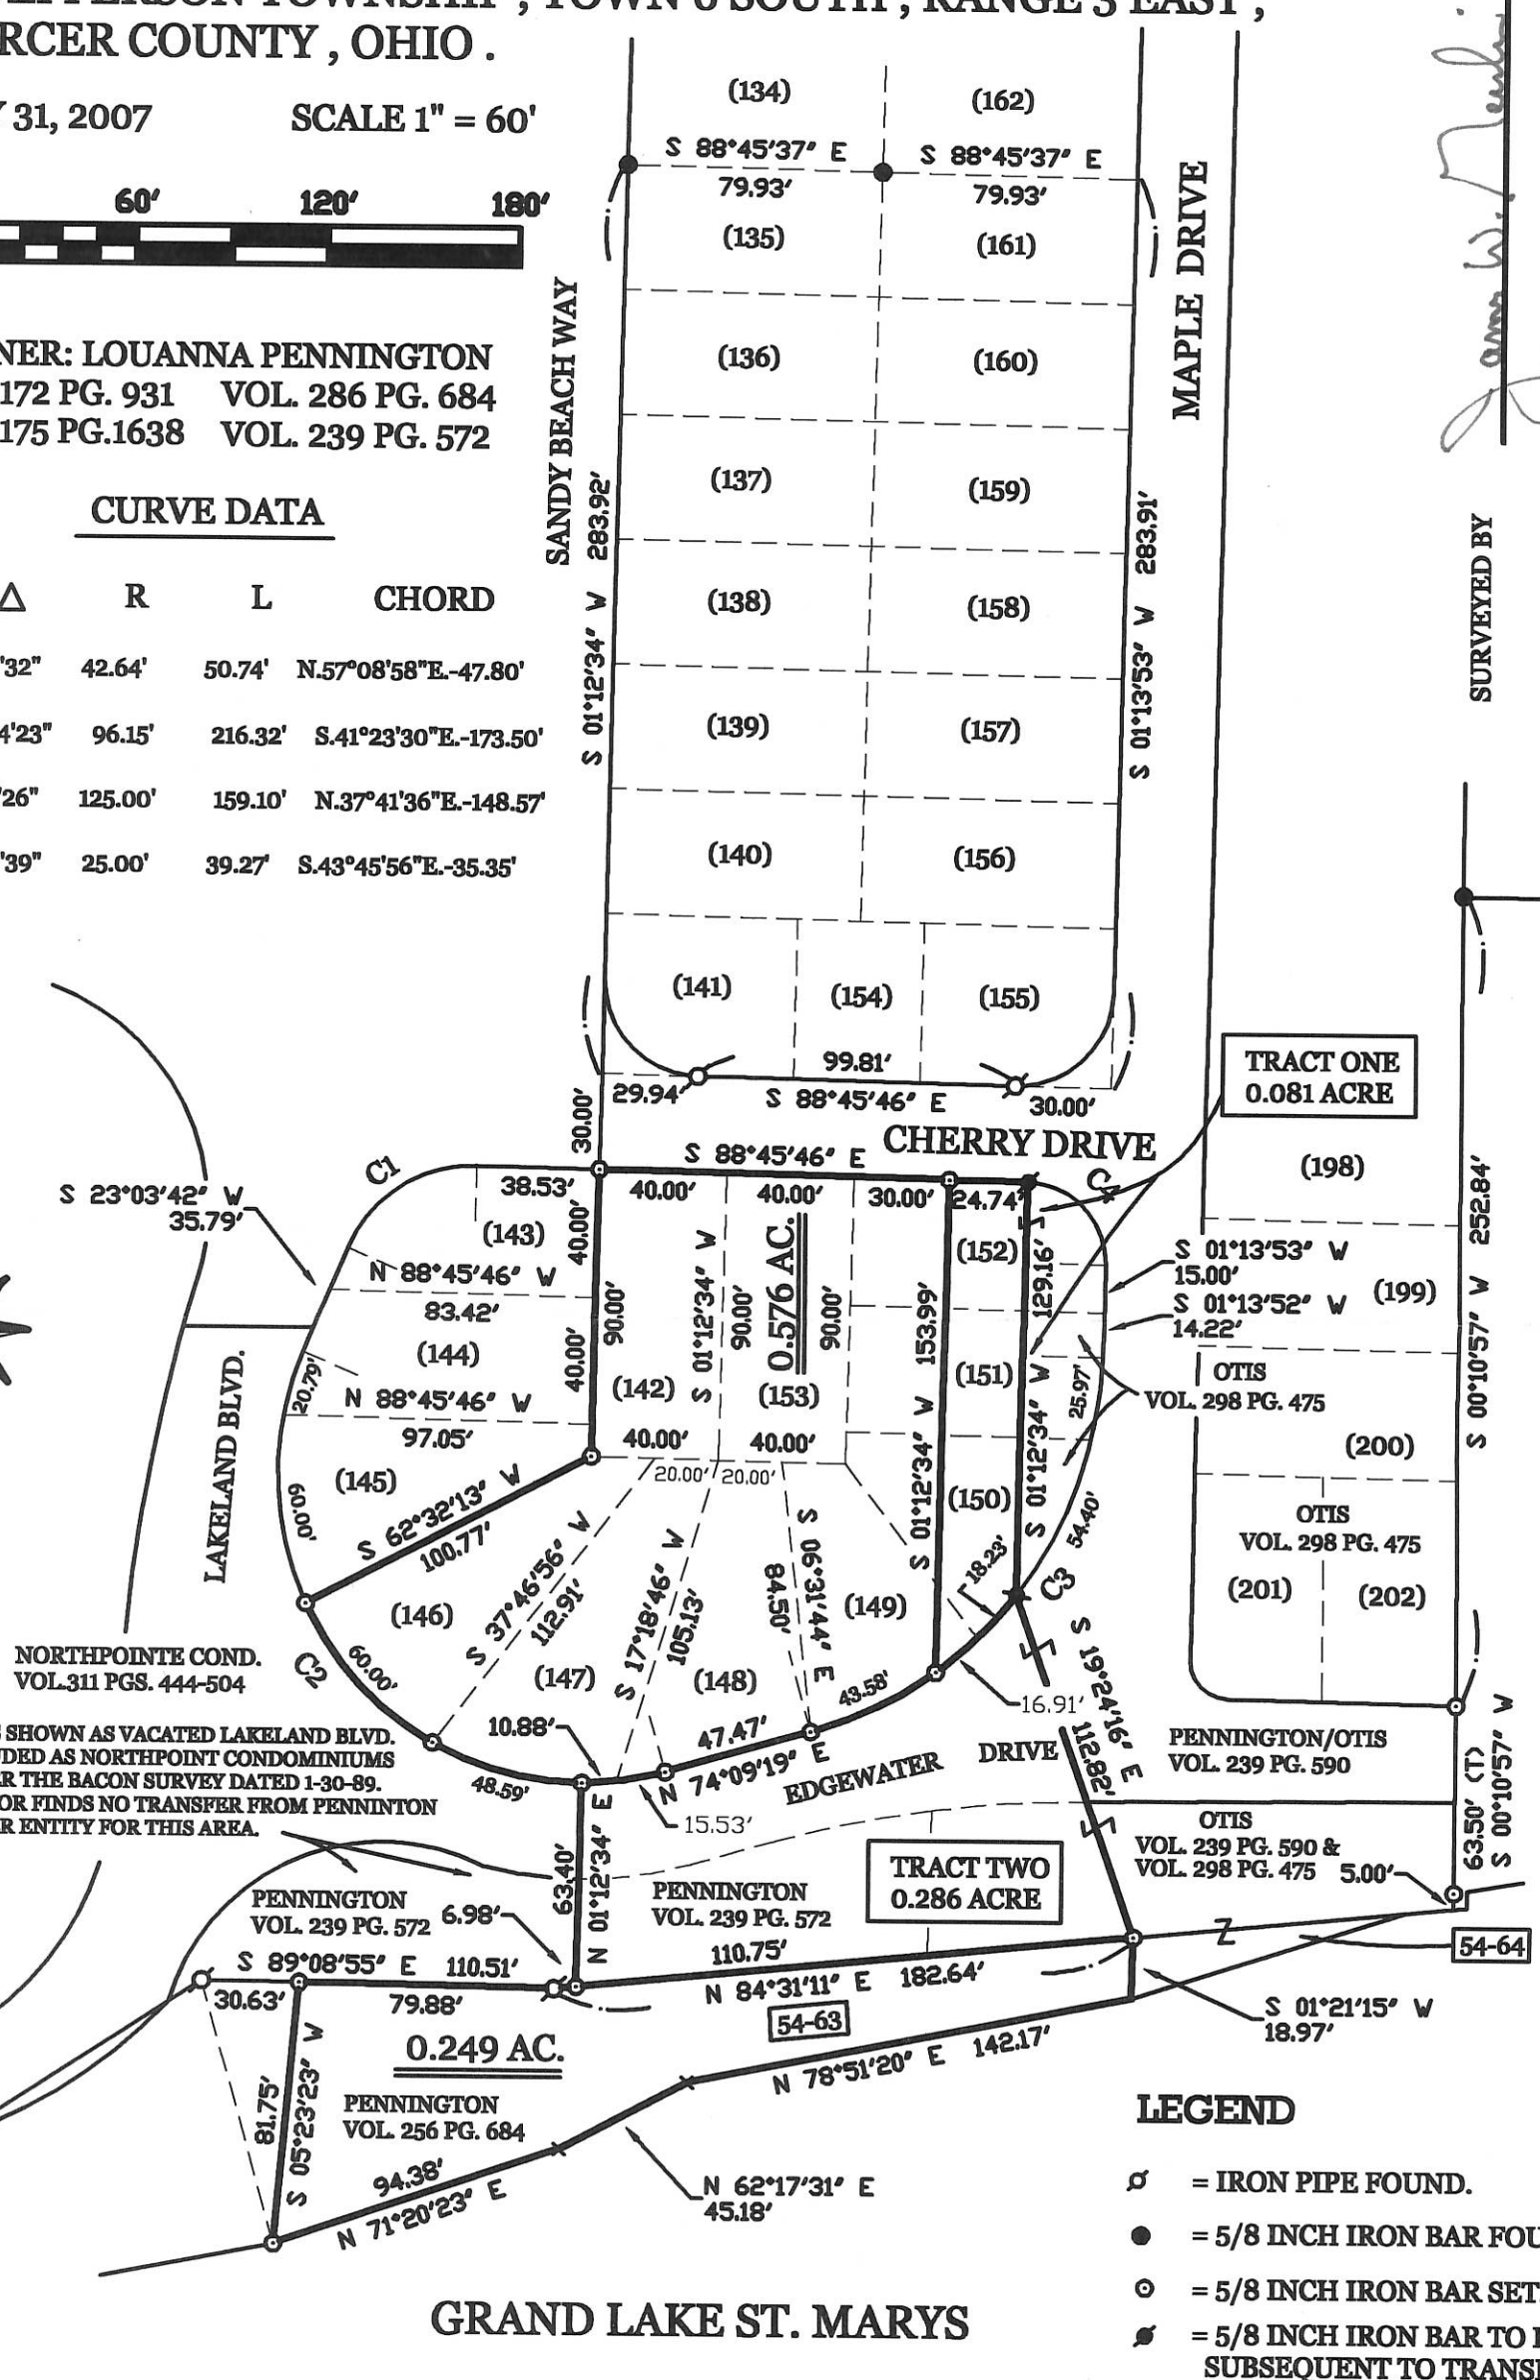 RCER COUNTY , OHIO .
31, 2007
SCALE 1" = 60'
60' 120' 180'
NER: LOUANNA PENNINGTON
172 PG. 931 VOL. 286 PG. 684
175 PG.1638 VOL. 239 PG. 572
CURVE DATA
△ R L CHORD
'32" 42.64' 50.74' N.57°08'58"E.-47.80'
4'23" 96.15' 216.32' S.41°23'30"E.-173.50'
'26" 125.00' 159.10' N.37°41'36"E.-148.57'
'39" 25.00' 39.27' S.43°45'56"E.-35.35'
(134)
(162)
S 88°45'37" E
S 88°45'37" E
79.93'
79.93'
(135)
(161)
(136)
(160)
(137)
(159)
(138)
(158)
(139)
(157)
(140)
(156)
(141)
(154)
(155)
SANDY BEACH WAY
S 01°12'34" W 283.92'
MAPLE DRIVE
S 01°13'53" W 283.91'
SURVEYED BY
99.81'
29.94'
S 88°45'46" E
30.00'
30.00'
CHERRY DRIVE
TRACT ONE
0.081 ACRE
C1
S 23°03'42" W
35.79'
S 88°45'46" E
38.53'
40.00'
40.00'
30.00'
24.74'
C4
(198)
(143)
40.00'
(152)
N 88°45'46" W
83.42'
90.00'
S 01°12'34" W
90.00'
0.576 AC.
90.00'
153.99'
S 01°12'34" W
129.16'
S 01°12'34" W
S 01°13'53" W
15.00'
S 01°13'52" W
14.22'
(199)
S 00°10'57" W 252.84'
(144)
40.00'
(142)
(153)
(151)
25.97'
OTIS
VOL. 298 PG. 475
20.79'
N 88°45'46" W
97.05'
LAKELAND BLVD.
40.00'
40.00'
20.00'
20.00'
(200)
(145)
60.00'
S 62°32'13" W
100.77'
(150)
54.40'
OTIS
VOL. 298 PG. 475
(201)
(202)
(146)
S 37°46'56" W
112.91'
S 17°18'46" W
105.13'
S 06°31'44" E
84.50'
(149)
18.23'
C3
NORTHPOINTE COND.
VOL.311 PGS. 444-504
C2
60.00'
(147)
(148)
43.58'
16.91'
S 19°24'16" E
112.82'
SHOWN AS VACATED LAKELAND BLVD.
DED AS NORTHPOINT CONDOMINIUMS
R THE BACON SURVEY DATED 1-30-89.
OR FINDS NO TRANSFER FROM PENNINTON
R ENTITY FOR THIS AREA.
10.88'
48.59'
47.47'
N 74°09'19" E
15.53'
EDGEWATER DRIVE
PENNINGTON/OTIS
VOL. 239 PG. 590
63.50' (T)
S 00°10'57" W
N 01°12'34" E
63.40'
TRACT TWO
0.286 ACRE
OTIS
VOL. 239 PG. 590 &
VOL. 298 PG. 475
5.00'
PENNINGTON
VOL. 239 PG. 572
6.98'
PENNINGTON
VOL. 239 PG. 572
54-64
S 89°08'55" E 110.51'
30.63'
79.88'
110.75'
N 84°31'11" E 182.64'
54-63
S 01°21'15" W
18.97'
0.249 AC.
81.75'
S 05°23'23" W
PENNINGTON
VOL. 256 PG. 684
N 78°51'20" E 142.17'
94.38'
N 71°20'23" E
N 62°17'31" E
45.18'
LEGEND
= IRON PIPE FOUND.
= 5/8 INCH IRON BAR FOU
= 5/8 INCH IRON BAR SET
= 5/8 INCH IRON BAR TO
SUBSEQUENT TO TRANS
GRAND LAKE ST. MARYS